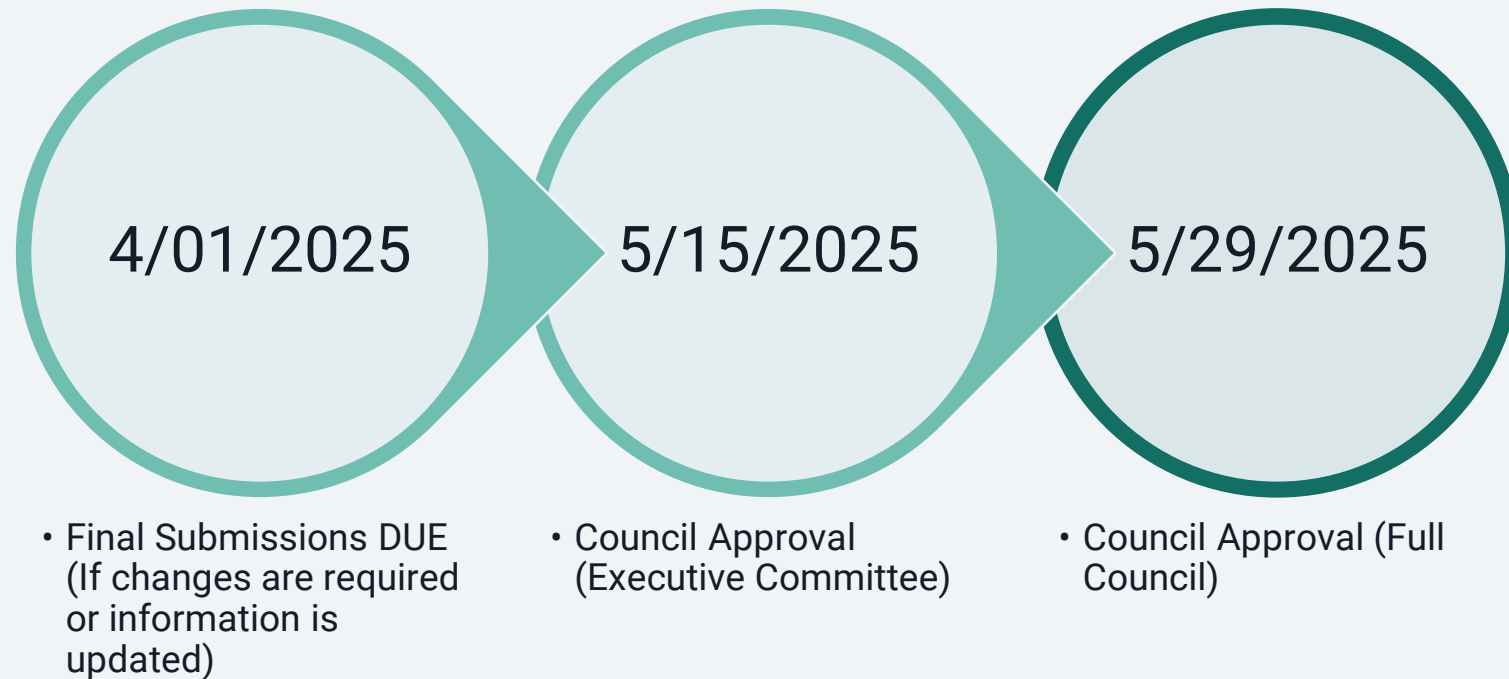 4/01/2025
5/15/2025
5/29/2025
• Final Submissions DUE
(If changes are required
or information is
updated)
• Council Approval
(Executive Committee)
• Council Approval (Full
Council)